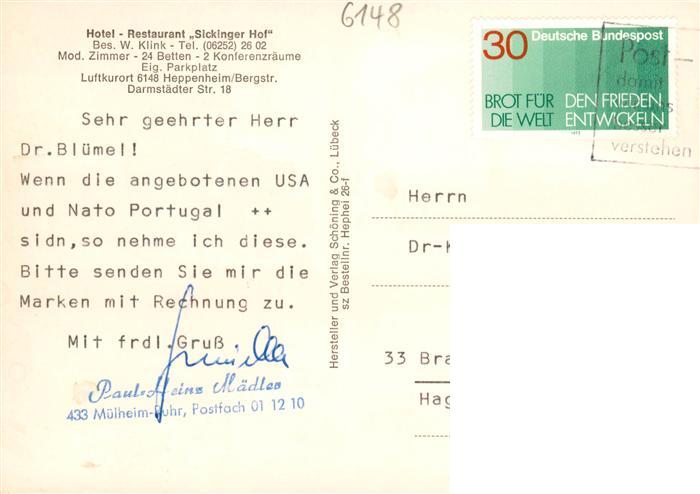 6148
Hotel - Restaurant „Sickinger Hof“
Bes. W. Klink - Tel. (06252) 26 02
Mod. Zimmer - 24 Betten - 2 Konferenzräume
Eig. Parkplatz
Luftkurort 6148 Heppenheim/Bergstr.
Darmstädter Str. 18
Sehr geehrter Herr
Dr.Blümel!
Wenn die angebotenen USA
und Nato Portugal ++
sidn,so nehme ich diese.
Bitte senden Sie mir die
Marken mit Rechnung zu.
Mit frdl.Gruß
Paul-Heinz Mädler
433 Mülheim-Ruhr, Postfach 01 12 10
Hersteller und Verlag Schöning & Co., Lübeck
sz Bestellnr. Hephei 26-f
30 Deutsche Bundespost
BROT FÜR DEN FRIEDEN
DIE WELT ENTWICKELN
Post-
damit
besser
verstehen
Herrn
Dr-K
33 Bra
Hag